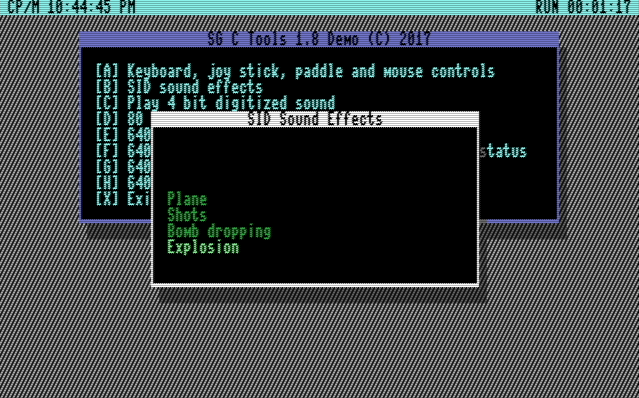 CP/M 10:44:45 PM RUN 00:01:17
SG C Tools 1.8 Demo (C) 2017
[A] Keyboard, joy stick, paddle and mouse controls
[B] SID sound effects
[C] Play 4 bit digitized sound
[D] 80
SID Sound Effects
[E] 640
[F] 640 status
[G] 640
[H] 640
[X] Exi
Plane
Shots
Bomb dropping
Explosion